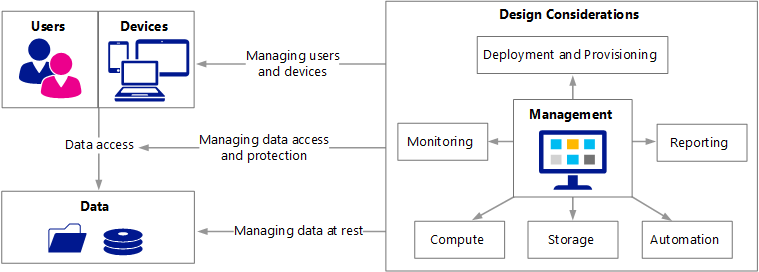 Users
Devices
Managing users
and devices
Data access
Managing data access
and protection
Data
Managing data at rest
Design Considerations
Deployment and Provisioning
Management
Monitoring
Reporting
Compute
Storage
Automation